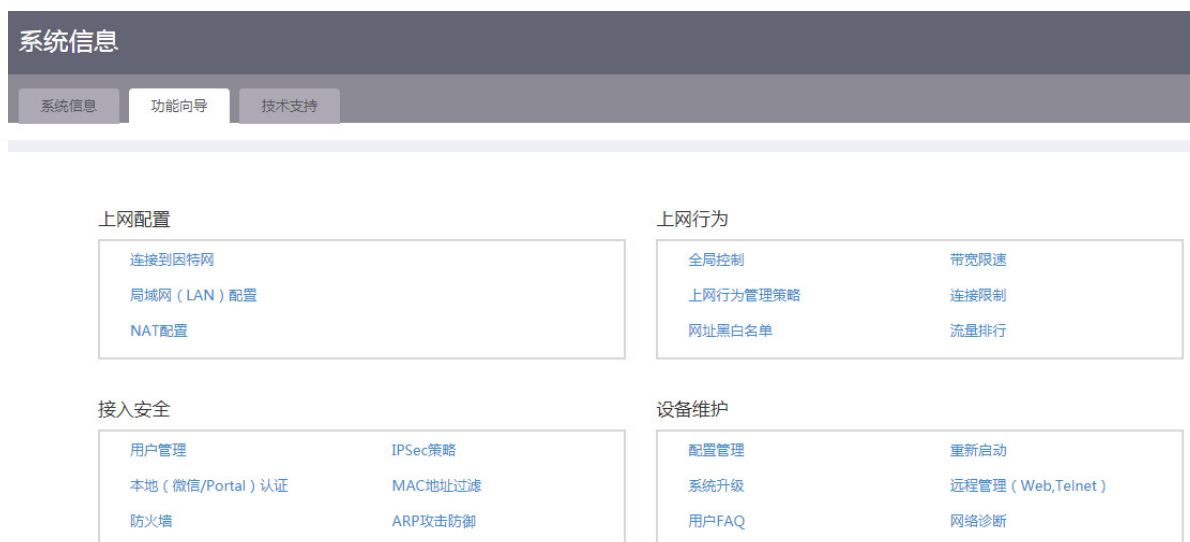 系统信息
系统信息 功能向导 技术支持
上网配置
连接到因特网
局域网（LAN）配置
NAT配置
上网行为
全局控制 带宽限速
上网行为管理策略 连接限制
网址黑白名单 流量排行
接入安全
用户管理 IPSec策略
本地（微信/Portal）认证 MAC地址过滤
防火墙 ARP攻击防御
设备维护
配置管理 重新启动
系统升级 远程管理（Web,Telnet）
用户FAQ 网络诊断